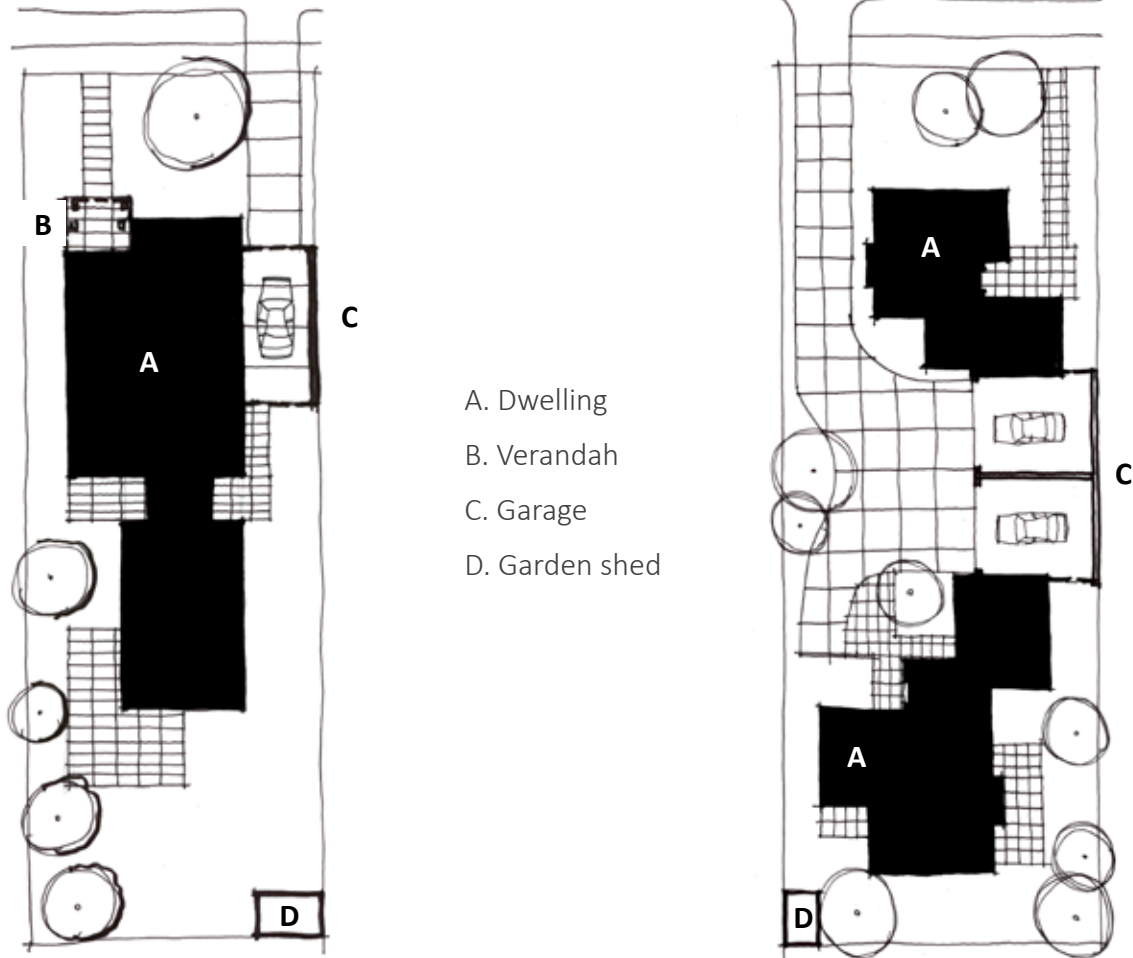 B
A
C
D
A. Dwelling
B. Verandah
C. Garage
D. Garden shed
A
C
A
D